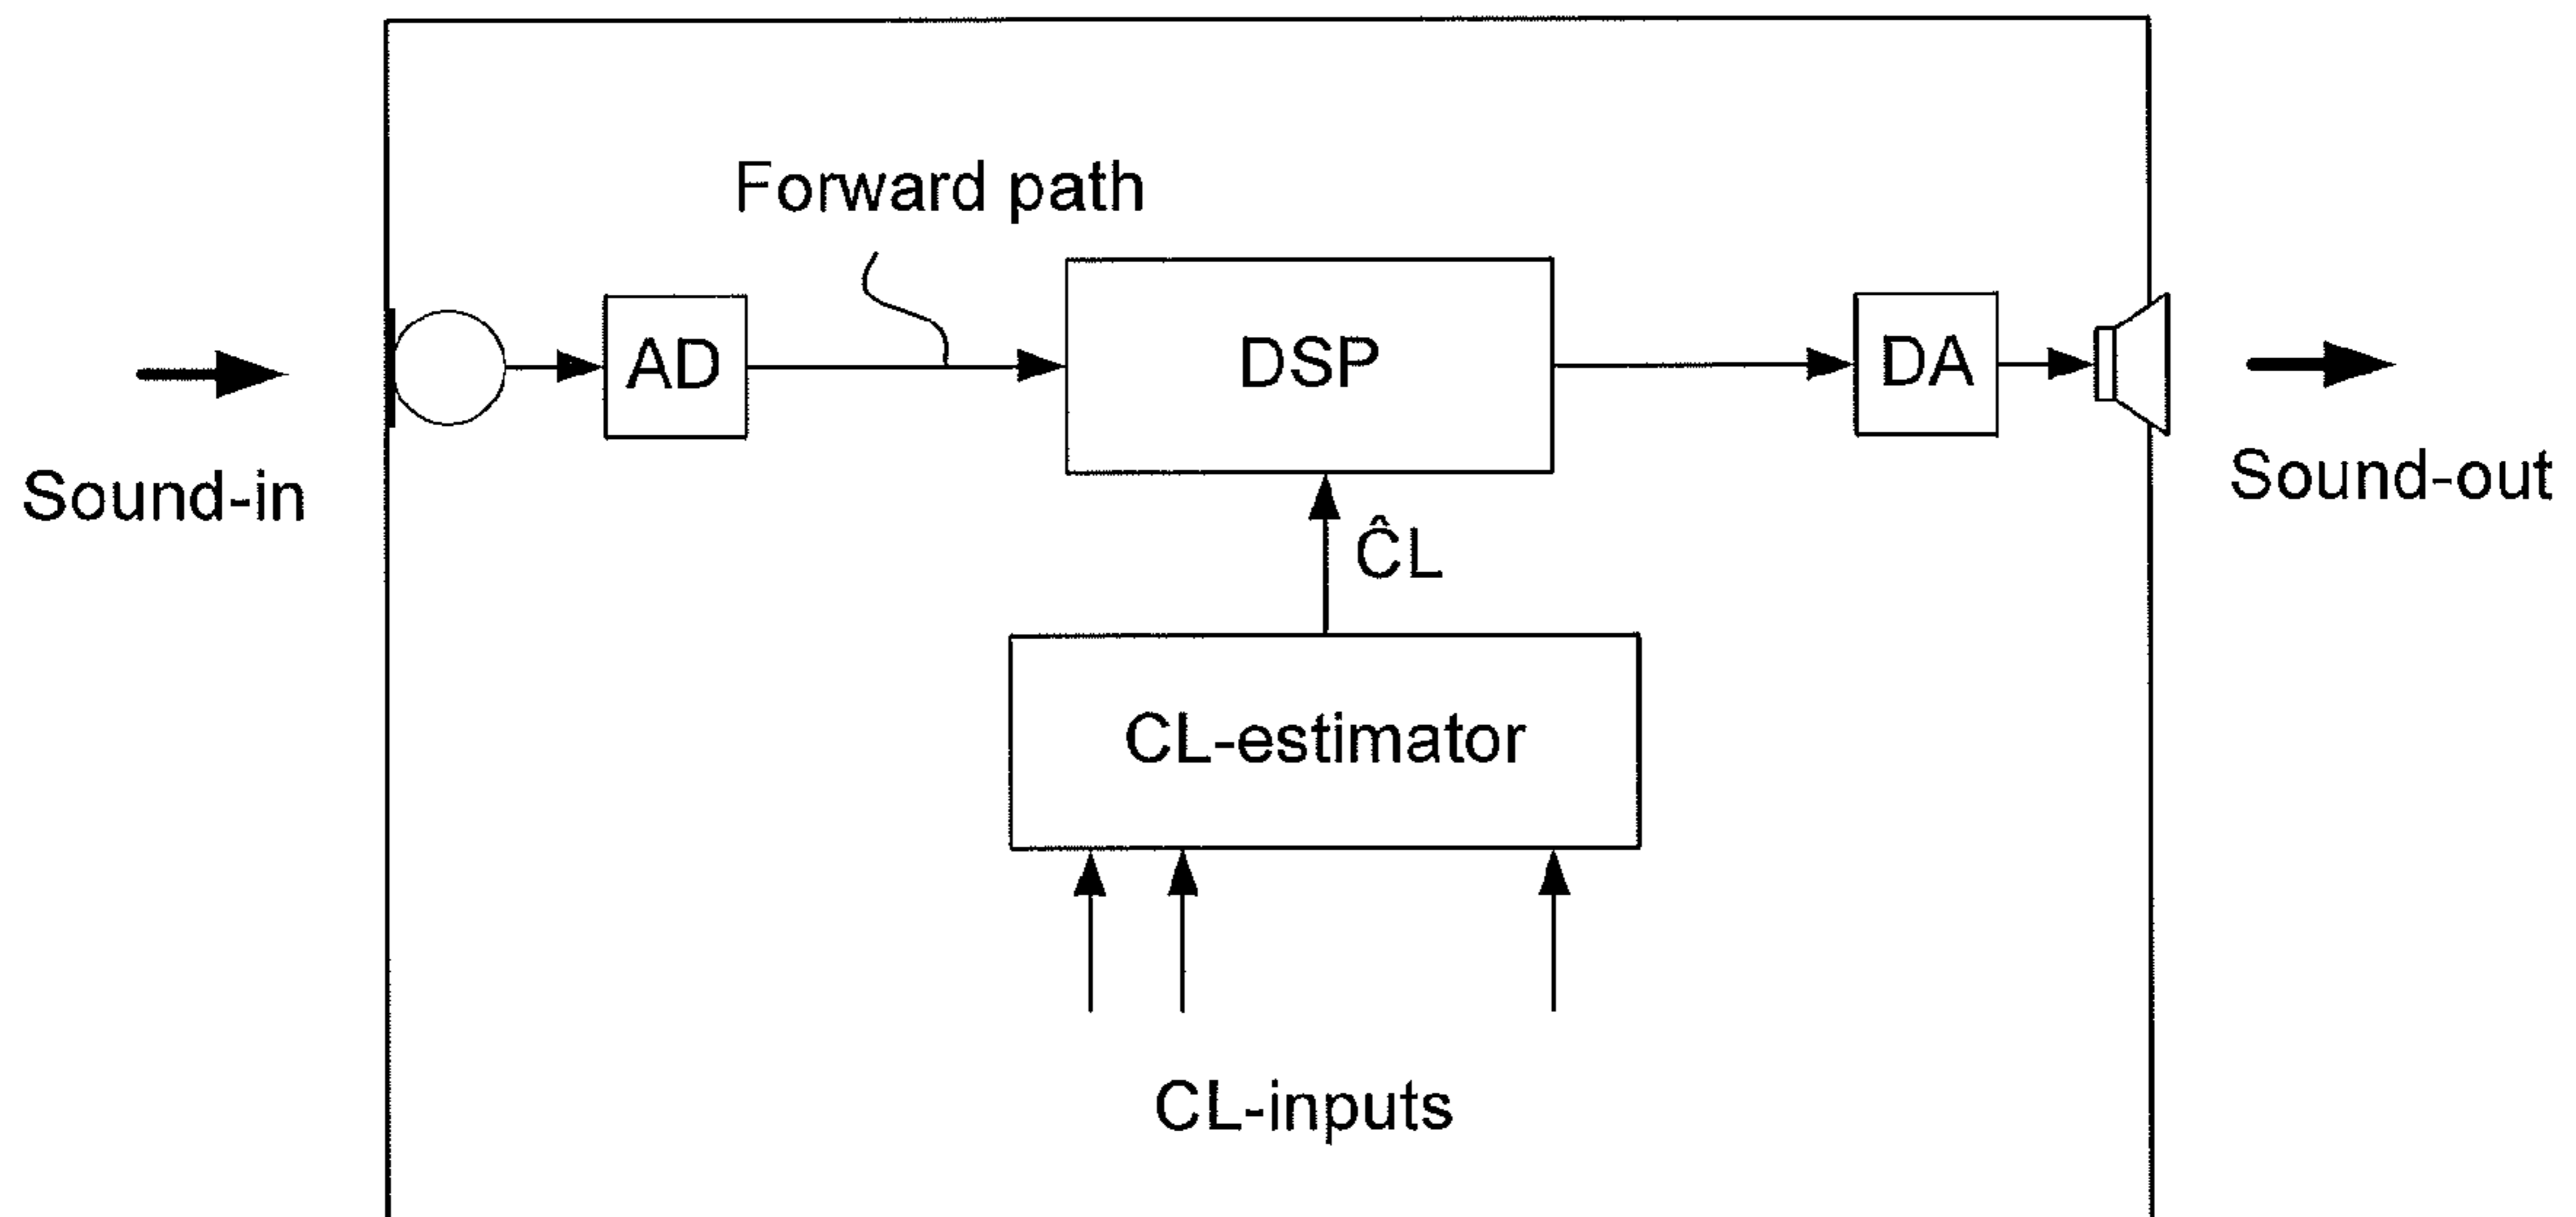 Forward path
AD
DSP
DA
Sound-in
Sound-out
ĈL
CL-estimator
CL-inputs